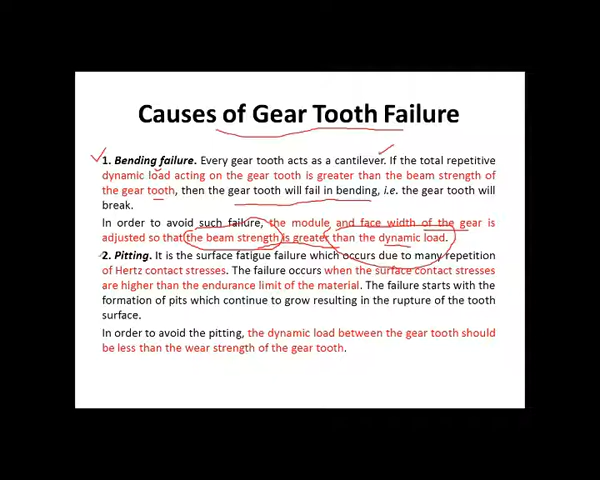 Causes of Gear Tooth Failure
1. Bending failure. Every gear tooth acts as a cantilever. If the total repetitive
dynamic load acting on the gear tooth is greater than the beam strength of
the gear tooth, then the gear tooth will fail in bending, i.e. the gear tooth will
break.
In order to avoid such failure, the module and face width of the gear is
adjusted so that the beam strength is greater than the dynamic load.
2. Pitting. It is the surface fatigue failure which occurs due to many repetition
of Hertz contact stresses. The failure occurs when the surface contact stresses
are higher than the endurance limit of the material. The failure starts with the
formation of pits which continue to grow resulting in the rupture of the tooth
surface.
In order to avoid the pitting, the dynamic load between the gear tooth should
be less than the wear strength of the gear tooth.